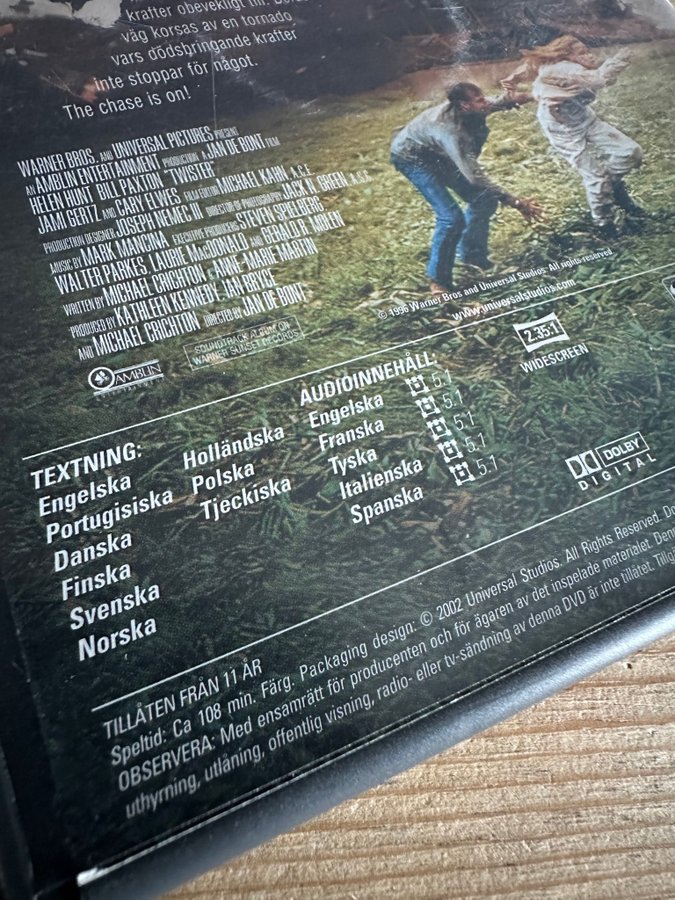 krafter obevekligt
väg korsas av en tornado
vars dödsbringande krafter
inte stoppar för något.
The chase is on!
WARNER BROS. AND UNIVERSAL PICTURES PRESENT
AN AMBLIN ENTERTAINMENT PRODUCTION A JAN DE BONT FILM
HELEN HUNT BILL PAXTON "TWISTER"
JAMI GERTZ AND CARY ELWES FILM EDITOR MICHAEL KAHN, A.C.E.
PRODUCTION DESIGNER JOSEPH NEMEC III DIRECTOR OF PHOTOGRAPHY JACK N. GREEN, A.S.C.
MUSIC BY MARK MANCINA EXECUTIVE PRODUCERS STEVEN SPIELBERG
WALTER PARKES, LAURIE MACDONALD AND GERALD R. MOLEN
WRITTEN BY MICHAEL CRICHTON & ANNE-MARIE MARTIN
PRODUCED BY KATHLEEN KENNEDY, IAN BRYCE
AND MICHAEL CRICHTON DIRECTED BY JAN DE BONT
© 1996 Warner Bros and Universal Studios. All rights reserved.
www.universalstudios.com
AMBLIN
ENTERTAINMENT
SOUNDTRACK ALBUM ON
WARNER SUNSET RECORDS
2.35:1
WIDESCREEN
TEXTNING:
Engelska
Portugisiska
Danska
Finska
Svenska
Norska
Holländska
Polska
Tjeckiska
AUDIOINNEHÅLL:
Engelska 5.1
Franska 5.1
Tyska 5.1
Italienska 5.1
Spanska 5.1
DOLBY
DIGITAL
TILLÅTEN FRÅN 11 ÅR
Speltid: Ca 108 min. Färg. Packaging design: © 2002 Universal Studios. All Rights Reserved.
OBSERVERA: Med ensamrätt för producenten och för ägaren av det inspelade materialet.
uthyrning, utlåning, offentlig visning, radio- eller tv-sändning av denna DVD är inte tillåtet.